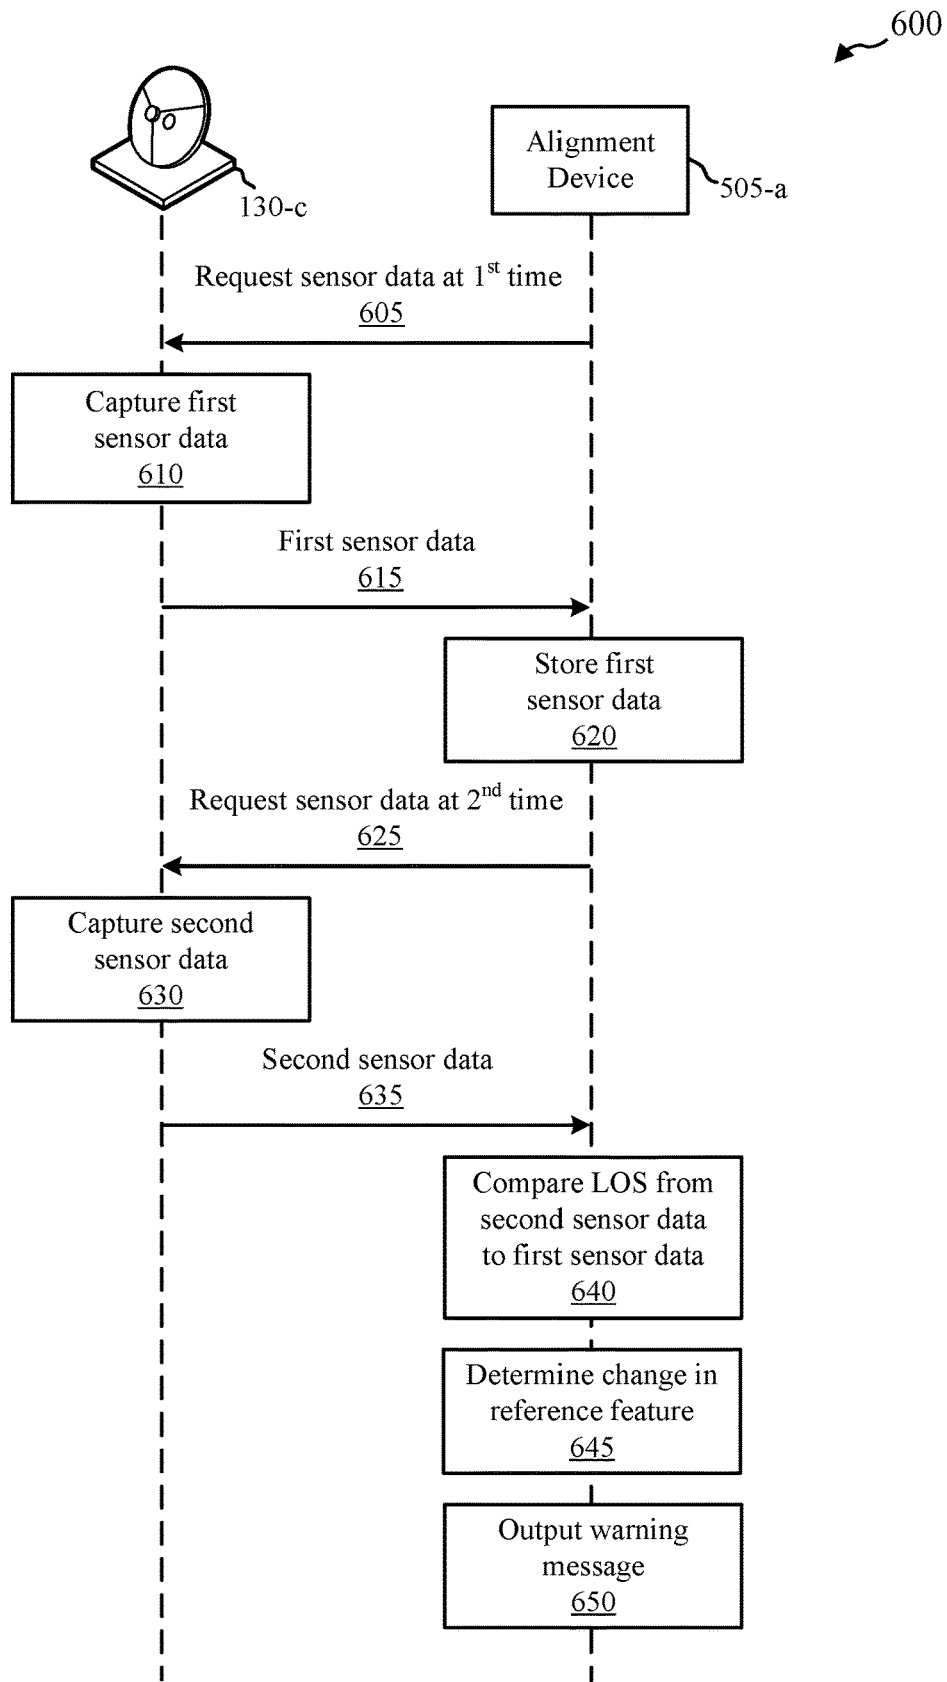 600
Alignment
Device
505-a
130-c
Request sensor data at 1st time
605
Capture first
sensor data
610
First sensor data
615
Store first
sensor data
620
Request sensor data at 2nd time
625
Capture second
sensor data
630
Second sensor data
635
Compare LOS from
second sensor data
to first sensor data
640
Determine change in
reference feature
645
Output warning
message
650